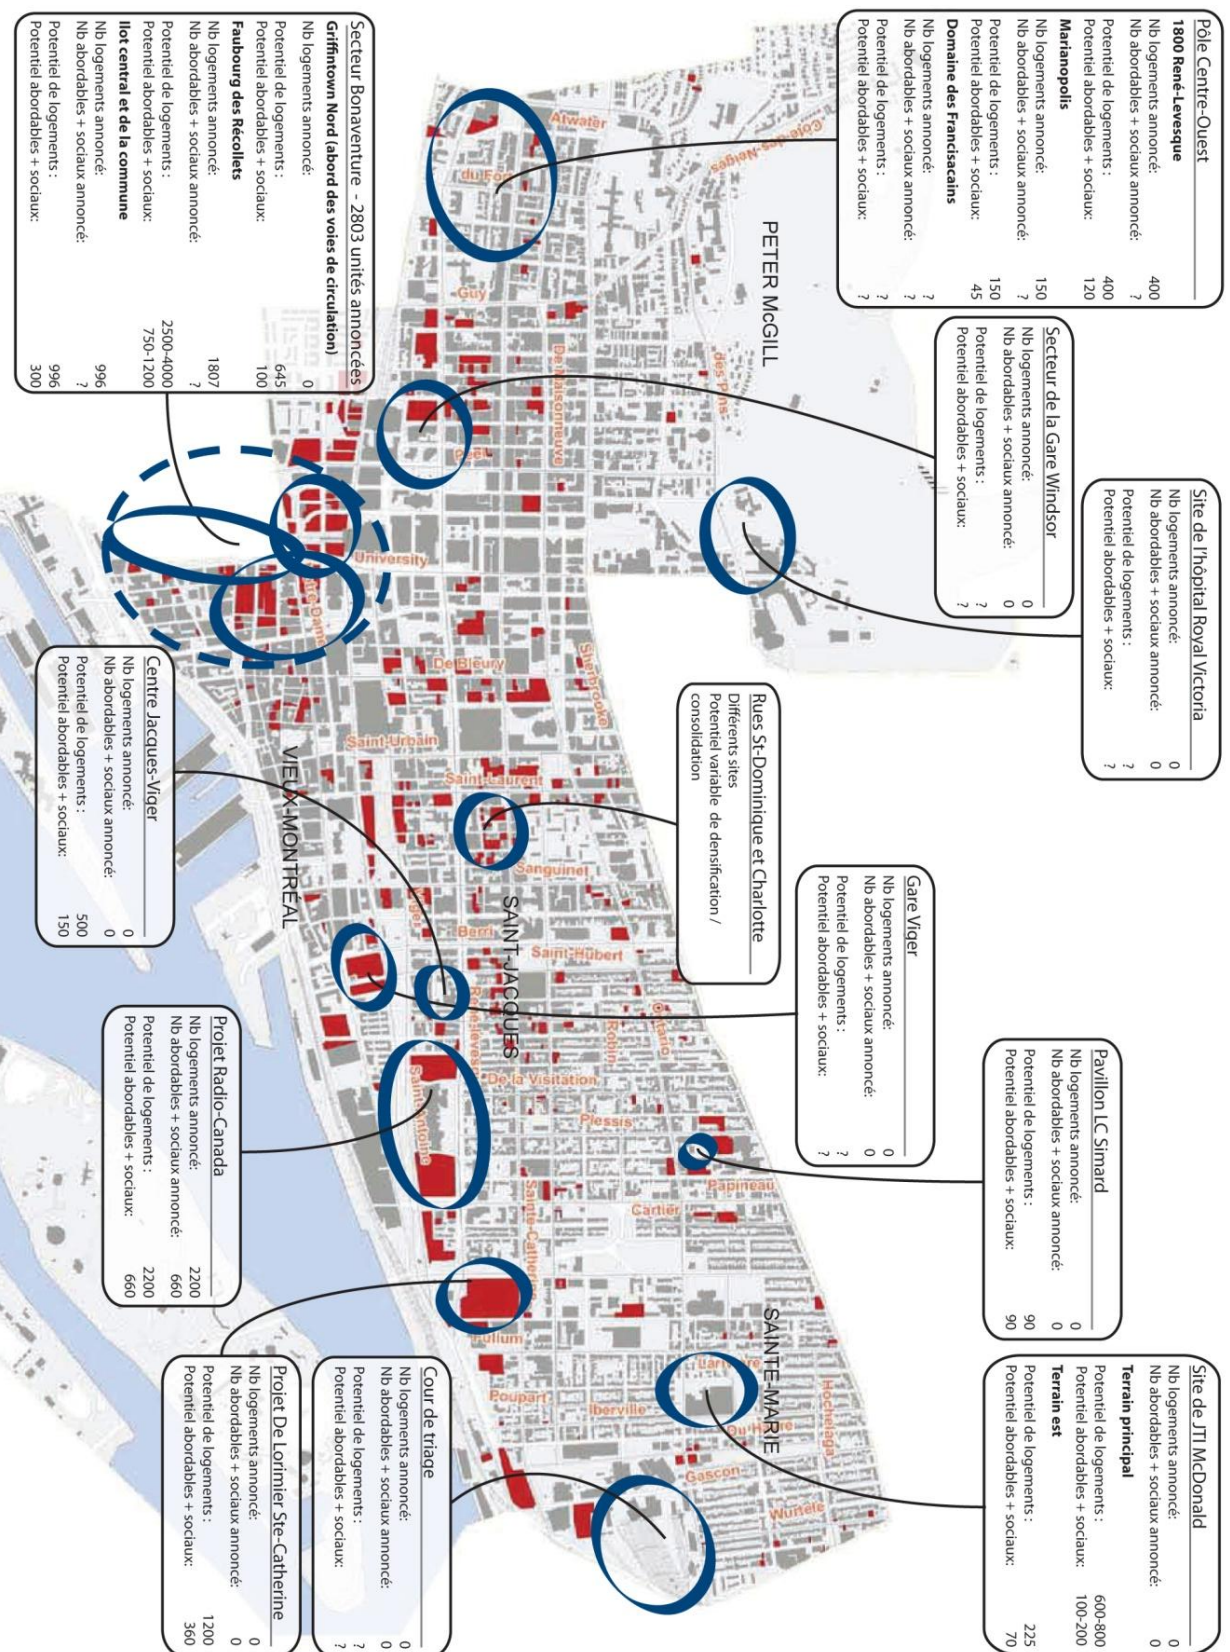 Pôle Centre-Ouest
1800 René-Levesque
Nb logements annoncé: 400
Nb abordables + sociaux annoncé: ?
Potentiel de logements : 400
Potentiel abordables + sociaux: 120
Marianopolis
Nb logements annoncé: 150
Nb abordables + sociaux annoncé: ?
Potentiel de logements : 150
Potentiel abordables + sociaux: 45
Domaine des Francisacains
Nb logements annoncé: ?
Nb abordables + sociaux annoncé: ?
Potentiel de logements : ?
Potentiel abordables + sociaux: ?
Secteur de la Gare Windsor
Nb logements annoncé: 0
Nb abordables + sociaux annoncé: 0
Potentiel de logements : ?
Potentiel abordables + sociaux: ?
Site de l'hôpital Royal Victoria
Nb logements annoncé: 0
Nb abordables + sociaux annoncé: 0
Potentiel de logements : ?
Potentiel abordables + sociaux: ?
Rues St-Dominique et Charlotte
Différents sites
Potentiel variable de densification /
consolidation
Gare Viger
Nb logements annoncé: 0
Nb abordables + sociaux annoncé: 0
Potentiel de logements : ?
Potentiel abordables + sociaux: ?
Pavillon LC Simard
Nb logements annoncé: 0
Nb abordables + sociaux annoncé: 0
Potentiel de logements : 90
Potentiel abordables + sociaux: 90
Site de JTI McDonald
Nb logements annoncé: 0
Nb abordables + sociaux annoncé: 0
Terrain principal
Potentiel de logements : 600-800
Potentiel abordables + sociaux: 100-200
Terrain est
Potentiel de logements : 225
Potentiel abordables + sociaux: 70
PETER McGILL
SAINT-JACQUES
SAINTE-MARIE
VIEUX-MONTRÉAL
Côte-des-Neiges
Atwater
du Fort
Guy
des Pins
De Maisonneuve
Peel
University
Notre-Dame
Sherbrooke
De Bleury
Saint-Urbain
Saint-Laurent
Sanguinet
Viger
Berri
Saint-Hubert
Ontario
Robin
René-Lévesque
De la Visitation
Saint-Antoine
Plessis
Papineau
Cartier
Sainte-Catherine
Fullum
Larivière
Hochelaga
Poupart
Iberville
Du Havre
Gascon
Wurtele
Secteur Bonaventure - 2803 unités annoncées
Griffintown Nord (abord des voies de circulation)
Nb logements annoncé: 0
Potentiel de logements: 645
Potentiel abordables + sociaux: 100
Faubourg des Récollets
Nb logements annoncé: 1807
Nb abordables + sociaux annoncé: ?
Potentiel de logements : 2500-4000
Potentiel abordables + sociaux: 750-1200
Ilot central et de la commune
Nb logements annoncé: 996
Nb abordables + sociaux annoncé: ?
Potentiel de logements : 996
Potentiel abordables + sociaux: 300
Centre Jacques-Viger
Nb logements annoncé: 0
Nb abordables + sociaux annoncé: 0
Potentiel de logements : 500
Potentiel abordables + sociaux: 150
Projet Radio-Canada
Nb logements annoncé: 2200
Nb abordables + sociaux annoncé: 660
Potentiel de logements : 2200
Potentiel abordables + sociaux: 660
Cour de triage
Nb logements annoncé: 0
Nb abordables + sociaux annoncé: 0
Potentiel de logements : ?
Potentiel abordables + sociaux: ?
Projet De Lorimier Ste-Catherine
Nb logements annoncé: 0
Nb abordables + sociaux annoncé: 0
Potentiel de logements : 1200
Potentiel abordables + sociaux: 360